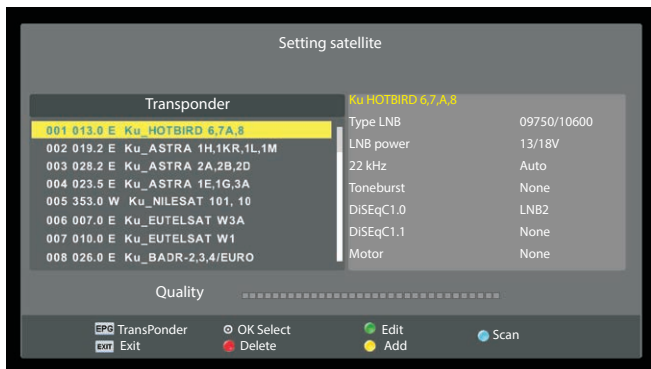 Setting satellite
Transponder
001 013.0 E Ku_HOTBIRD 6,7A,8
002 019.2 E Ku_ASTRA 1H,1KR,1L,1M
003 028.2 E Ku_ASTRA 2A,2B,2D
004 023.5 E Ku_ASTRA 1E,1G,3A
005 353.0 W Ku_NILESAT 101, 10
006 007.0 E Ku_EUTELSAT W3A
007 010.0 E Ku_EUTELSAT W1
008 026.0 E Ku_BADR-2,3,4/EURO
Ku HOTBIRD 6,7,A,8
Type LNB 09750/10600
LNB power 13/18V
22 kHz Auto
Toneburst None
DiSEqC1.0 LNB2
DiSEqC1.1 None
Motor None
Quality
EPG TransPonder OK Select Edit Scan
EXIT Exit Delete Add